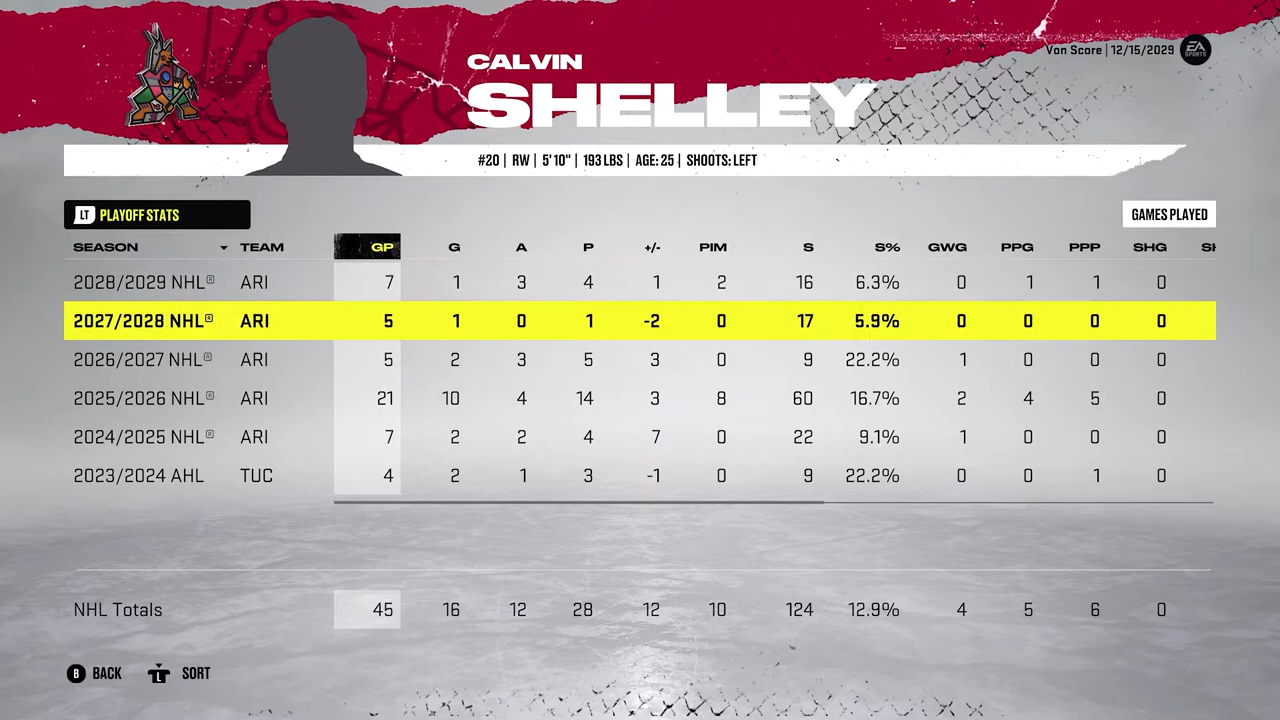 CALVIN
SHELLEY
Von Score | 12/15/2029
EA SPORTS
#20 | RW | 5'10" | 193 LBS | AGE: 25 | SHOOTS: LEFT
LT PLAYOFF STATS
GAMES PLAYED
SEASON TEAM GP G A P +/- PIM S S% GWG PPG PPP SHG
2028/2029 NHL® ARI 7 1 3 4 1 2 16 6.3% 0 1 1 0
2027/2028 NHL® ARI 5 1 0 1 -2 0 17 5.9% 0 0 0 0
2026/2027 NHL® ARI 5 2 3 5 3 0 9 22.2% 1 0 0 0
2025/2026 NHL® ARI 21 10 4 14 3 8 60 16.7% 2 4 5 0
2024/2025 NHL® ARI 7 2 2 4 7 0 22 9.1% 1 0 0 0
2023/2024 AHL TUC 4 2 1 3 -1 0 9 22.2% 0 0 1 0
NHL Totals 45 16 12 28 12 10 124 12.9% 4 5 6 0
B BACK L SORT